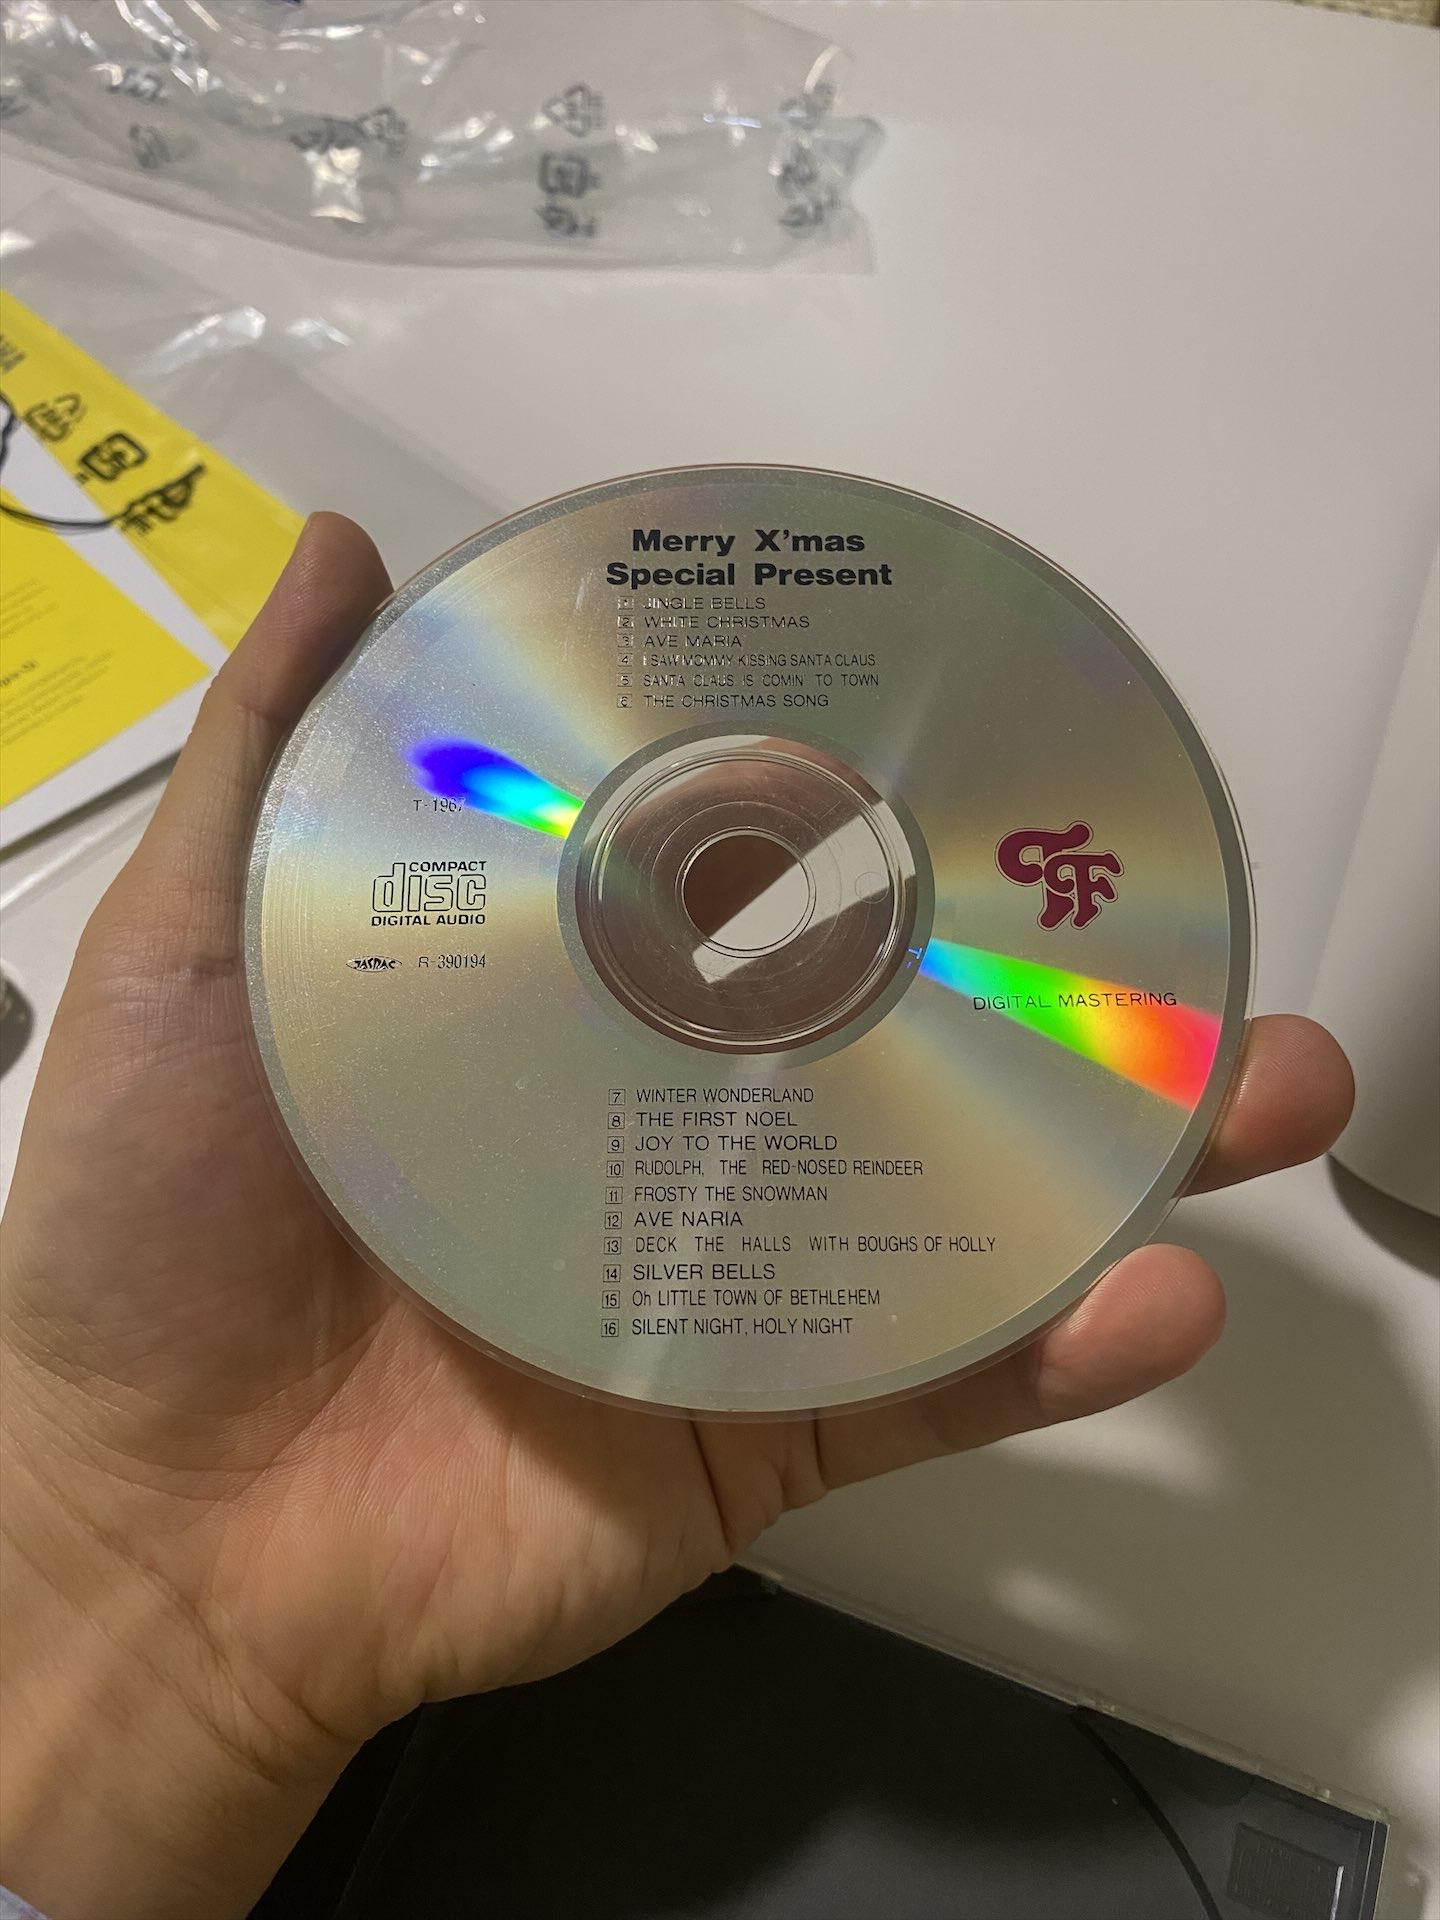 Merry X'mas
Special Present
1 JINGLE BELLS
2 WHITE CHRISTMAS
3 AVE MARIA
4 I SAW MOMMY KISSING SANTA CLAUS
5 SANTA CLAUS IS COMIN TO TOWN
6 THE CHRISTMAS SONG
T-1967
COMPACT
disc
DIGITAL AUDIO
JASRAC R-390194
DIGITAL MASTERING
7 WINTER WONDERLAND
8 THE FIRST NOEL
9 JOY TO THE WORLD
10 RUDOLPH, THE RED-NOSED REINDEER
11 FROSTY THE SNOWMAN
12 AVE NARIA
13 DECK THE HALLS WITH BOUGHS OF HOLLY
14 SILVER BELLS
15 Oh LITTLE TOWN OF BETHLEHEM
16 SILENT NIGHT, HOLY NIGHT